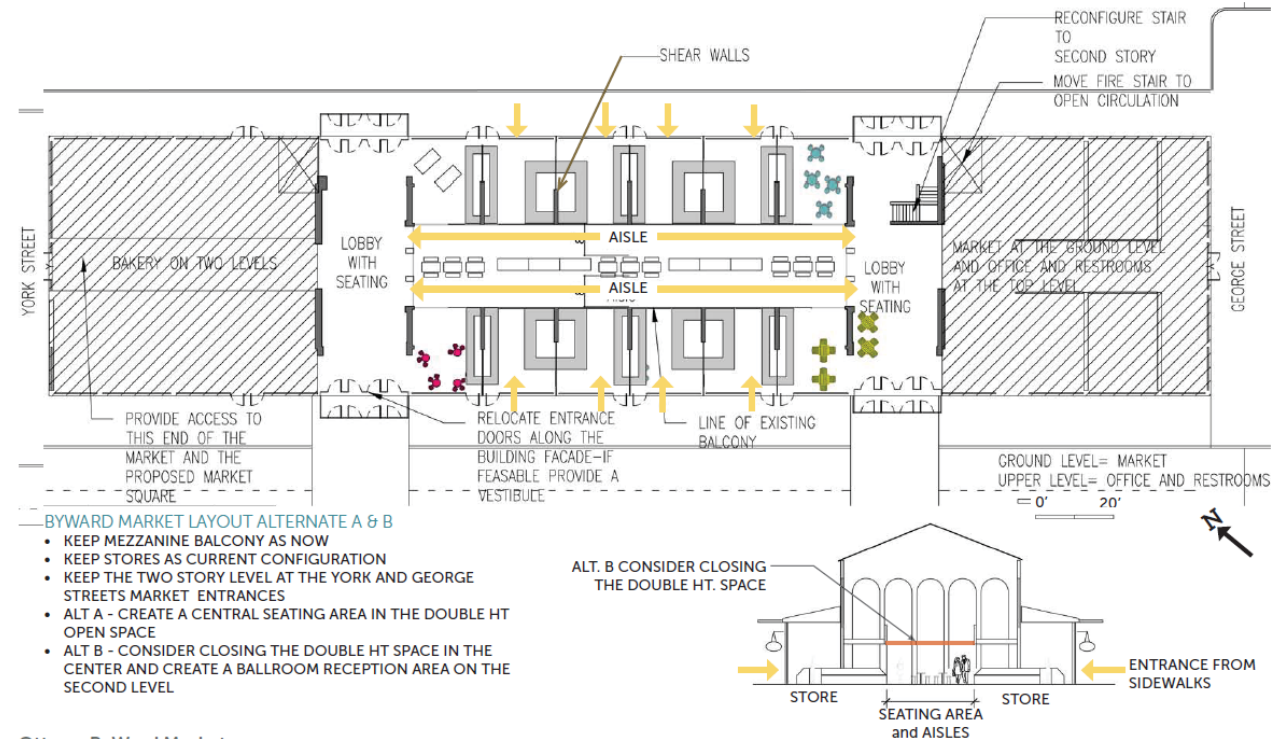 RECONFIGURE STAIR
TO
SECOND STORY
MOVE FIRE STAIR TO
OPEN CIRCULATION
SHEAR WALLS
YORK STREET
BAKERY ON TWO LEVELS
LOBBY
WITH
SEATING
AISLE
AISLE
LOBBY
WITH
SEATING
MARKET AT THE GROUND LEVEL
AND OFFICE AND RESTROOMS
AT THE TOP LEVEL
GEORGE STREET
PROVIDE ACCESS TO
THIS END OF THE
MARKET AND THE
PROPOSED MARKET
SQUARE
RELOCATE ENTRANCE
DOORS ALONG THE
BUILDING FACADE-IF
FEASABLE PROVIDE A
VESTIBULE
LINE OF EXISTING
BALCONY
GROUND LEVEL= MARKET
UPPER LEVEL= OFFICE AND RESTROOMS
0' 20'
N
BYWARD MARKET LAYOUT ALTERNATE A & B
• KEEP MEZZANINE BALCONY AS NOW
• KEEP STORES AS CURRENT CONFIGURATION
• KEEP THE TWO STORY LEVEL AT THE YORK AND GEORGE
STREETS MARKET ENTRANCES
• ALT A - CREATE A CENTRAL SEATING AREA IN THE DOUBLE HT
OPEN SPACE
• ALT B - CONSIDER CLOSING THE DOUBLE HT SPACE IN THE
CENTER AND CREATE A BALLROOM RECEPTION AREA ON THE
SECOND LEVEL
ALT. B CONSIDER CLOSING
THE DOUBLE HT. SPACE
ENTRANCE FROM
SIDEWALKS
STORE
STORE
SEATING AREA
and AISLES